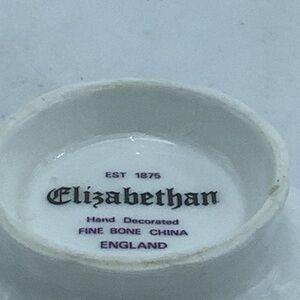 EST 1875
Elizabethan
Hand Decorated
FINE BONE CHINA
ENGLAND